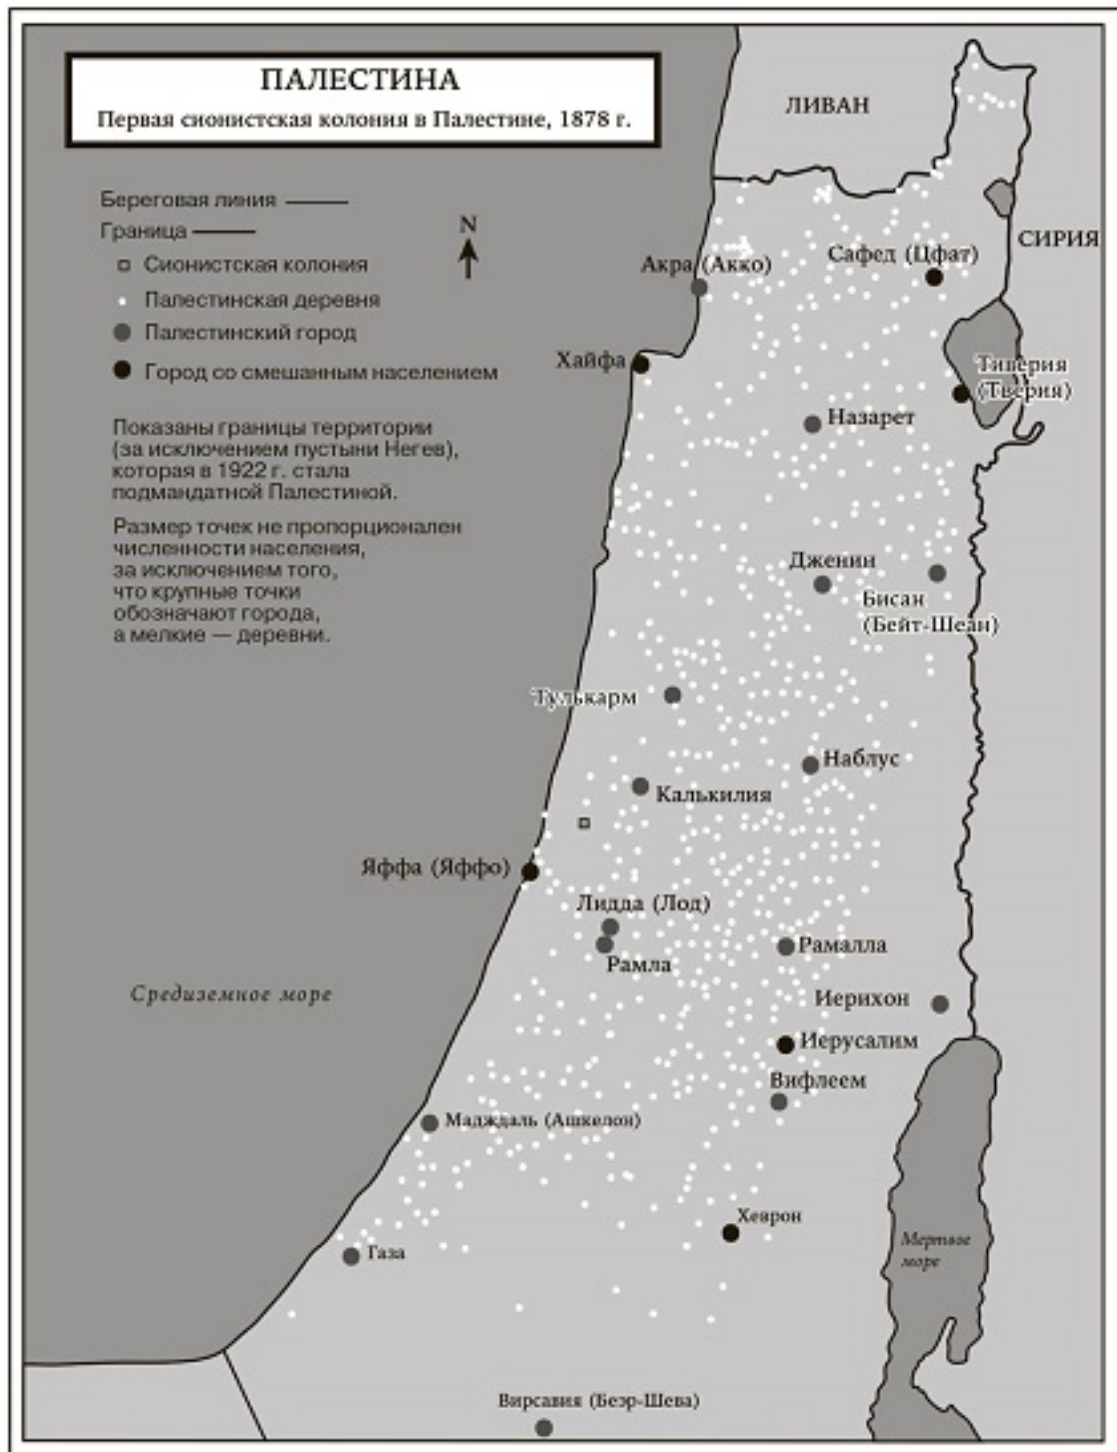 ПАЛЕСТИНА
Первая сионистская колония в Палестине, 1878 г.
ЛИВАН
Береговая линия
Граница
N
СИРИЯ
Сионистская колония
Акра (Акко)
Сафед (Цфат)
Палестинская деревня
Палестинский город
Хайфа
Город со смешанным населением
Тиверия
(Тверия)
Назарет
Показаны границы территории
(за исключением пустыни Негев),
которая в 1922 г. стала
подмандатной Палестиной.
Размер точек не пропорционален
численности населения,
за исключением того,
что крупные точки
обозначают города,
а мелкие — деревни.
Дженин
Бисан
(Бейт-Шеан)
Тулькарм
Наблус
Калькилия
Яффа (Яффо)
Лидда (Лод)
Рамла
Рамалла
Средиземное море
Иерихон
Иерусалим
Вифлеем
Мадждаль (Ашкелон)
Хеврон
Газа
Мертвое
море
Вирсавия (Беэр-Шева)